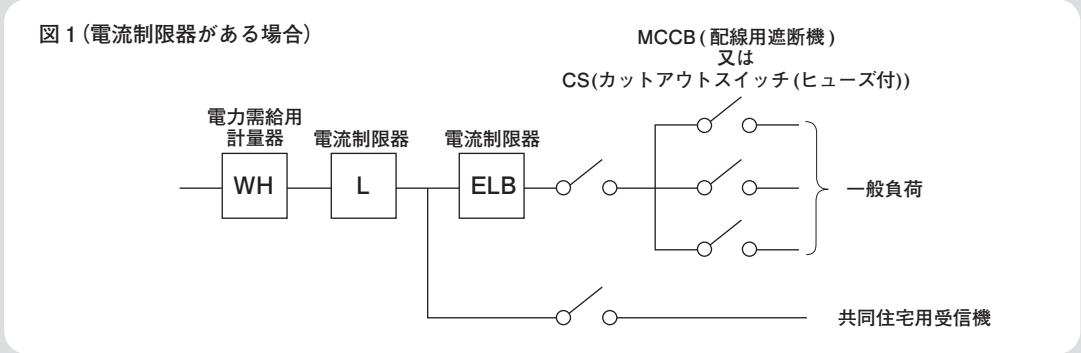 図1(電流制限器がある場合)
MCCB(配線用遮断機)
又は
CS(カットアウトスイッチ(ヒューズ付))
電力需給用
計量器
電流制限器
電流制限器
WH
L
ELB
一般負荷
共同住宅用受信機